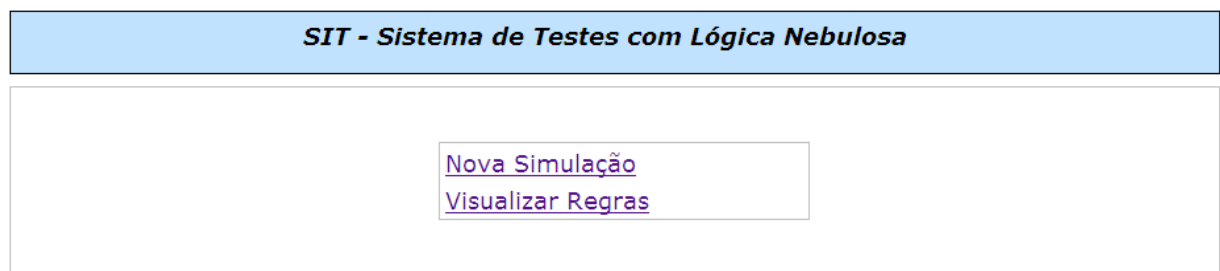 SIT - Sistema de Testes com Lógica Nebulosa
Nova Simulação
Visualizar Regras